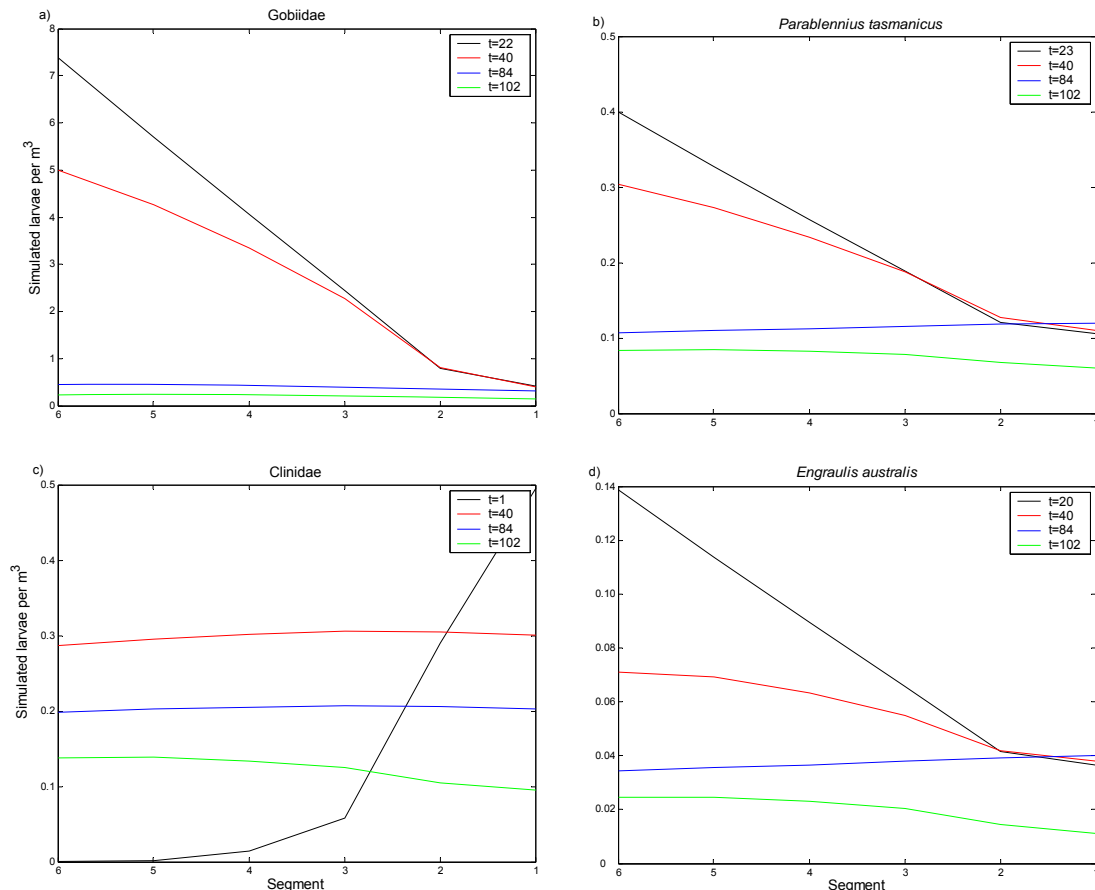 a)
Gobiidae
8
7
6
5
4
3
2
1
0
Simulated larvae per m3
6 5 4 3 2 1
t=22
t=40
t=84
t=102
b)
Parablennius tasmanicus
0.5
0.4
0.3
0.2
0.1
0
6 5 4 3 2 1
t=23
t=40
t=84
t=102
c)
Clinidae
0.5
0.4
0.3
0.2
0.1
0
Simulated larvae per m3
6 5 4 3 2 1
Segment
t=1
t=40
t=84
t=102
d)
Engraulis australis
0.14
0.12
0.10
0.08
0.06
0.04
0.02
0
6 5 4 3 2 1
Segment
t=20
t=40
t=84
t=102